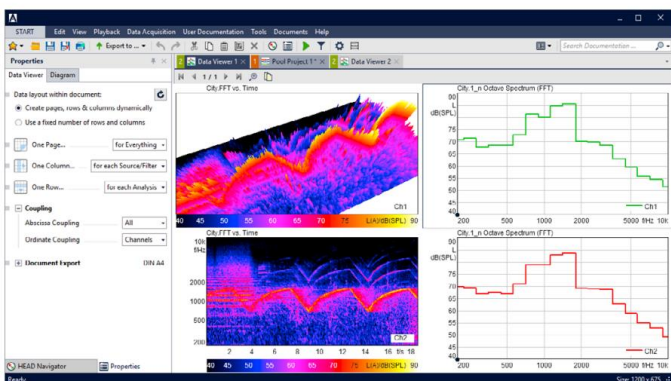 START Edit View Playback Data Acquisition User Documentation Tools Documents Help
Export to ... Search Documentation ...
Properties
2 Data Viewer 1 1 Pool Project 1* 2 Data Viewer 2
Data Viewer Diagram
1 / 1
Data layout within document:
Create pages, rows & columns dynamically
Use a fixed number of rows and columns
One Page... for Everything
One Column... for each Source/Filter
One Row... for each Analysis
Coupling
Abscissa Coupling All
Ordinate Coupling Channels
Document Export DIN A4
HEAD Navigator Properties
Ready Size: 1200 x 675
City.FFT vs. Time
Ch1
40 45 50 55 60 65 70 75 L(A)/dB(SPL) 90
City.1_n Octave Spectrum (FFT)
90
L
dB(SPL)
75
70
65
60
55
50
45
40
Ch1
200 500 1000 2000 5000 f/Hz 10k
City.FFT vs. Time
10k
f/Hz
2000
1000
500
200
Ch2
2 4 6 8 10 12 14 16 t/s 18
40 45 50 55 60 65 70 75 L(A)/dB(SPL) 90
City.1_n Octave Spectrum (FFT)
90
L
dB(SPL)
75
70
65
60
55
50
45
40
Ch2
200 500 1000 2000 5000 f/Hz 10k